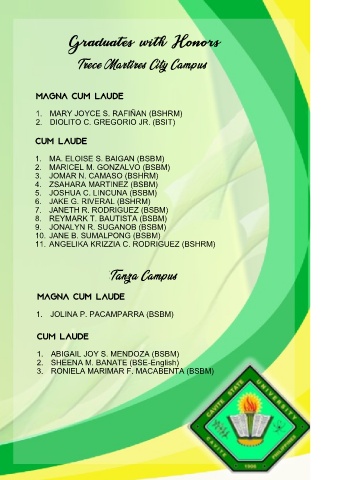 Graduates with Honors
Trece Martires City Campus
MAGNA CUM LAUDE
1. MARY JOYCE S. RAFIÑAN (BSHRM)
2. DIOLITO C. GREGORIO JR. (BSIT)
CUM LAUDE
1. MA. ELOISE S. BAIGAN (BSBM)
2. MARICEL M. GONZALVO (BSBM)
3. JOMAR N. CAMASO (BSHRM)
4. ZSAHARA MARTINEZ (BSBM)
5. JOSHUA C. LINCUNA (BSBM)
6. JAKE G. RIVERAL (BSHRM)
7. JANETH R. RODRIGUEZ (BSBM)
8. REYMARK T. BAUTISTA (BSBM)
9. JONALYN R. SUGANOB (BSBM)
10. JANE B. SUMALPONG (BSBM)
11. ANGELIKA KRIZZIA C. RODRIGUEZ (BSHRM)
Tanza Campus
MAGNA CUM LAUDE
1. JOLINA P. PACAMPARRA (BSBM)
CUM LAUDE
1. ABIGAIL JOY S. MENDOZA (BSBM)
2. SHEENA M. BANATE (BSE-English)
3. RONIELA MARIMAR F. MACABENTA (BSBM)
CAVITE STATE UNIVERSITY
CAVITE 1906 PHILIPPINES